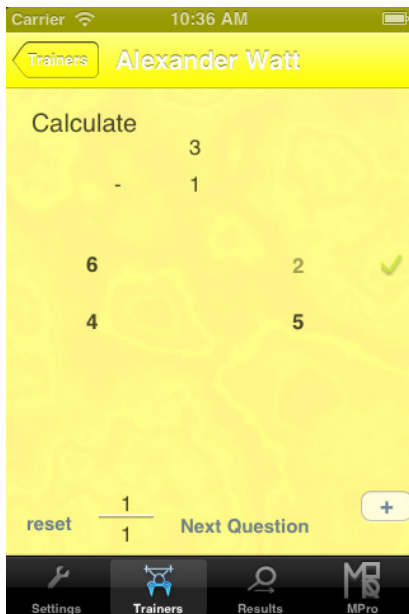 Carrier 10:36 AM
Trainers Alexander Watt
Calculate
3
- 1
6 2
4 5
reset 1 Next Question +
1
Settings Trainers Results MPro